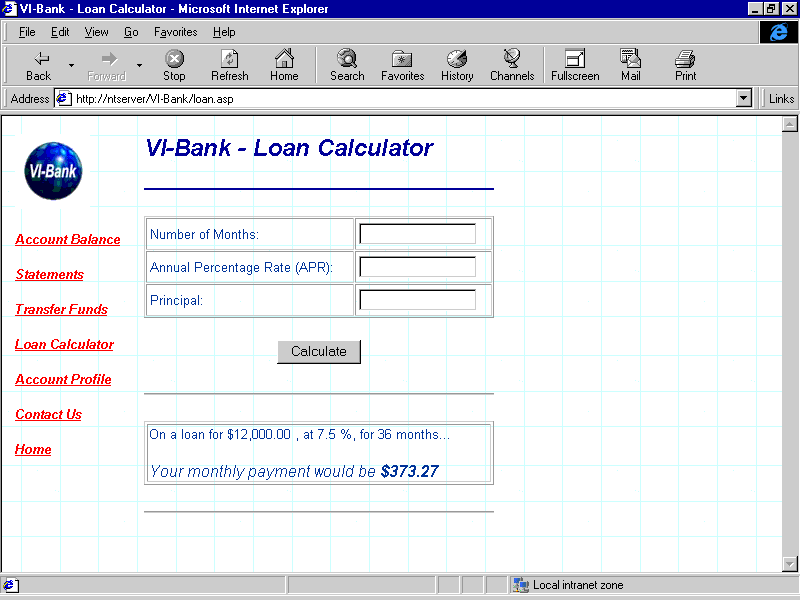 VI-Bank - Loan Calculator - Microsoft Internet Explorer
File Edit View Go Favorites Help
Back Forward Stop Refresh Home Search Favorites History Channels Fullscreen Mail Print
Address http://ntserver/VI-Bank/loan.asp Links
VI-Bank
VI-Bank - Loan Calculator
Account Balance
Statements
Transfer Funds
Loan Calculator
Account Profile
Contact Us
Home
Number of Months:
Annual Percentage Rate (APR):
Principal:
Calculate
On a loan for $12,000.00 , at 7.5 %, for 36 months...
Your monthly payment would be $373.27
Local intranet zone